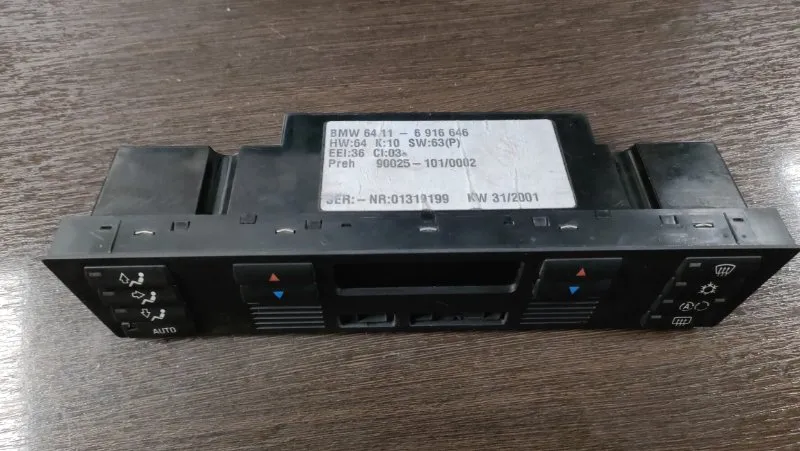 BMW 64.11 - 6 916 646
HW:64 K:10 SW:63(P)
EEI:36 CI:03
Preh 90025-101/0002
SER:-NR:01319199 KW 31/2001
AUTO
A